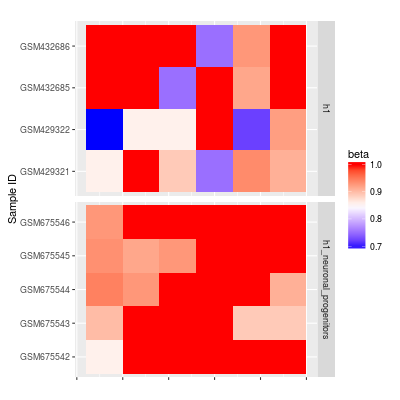 GSM432686
GSM432685
GSM429322
GSM429321
h1
GSM675546
GSM675545
GSM675544
GSM675543
GSM675542
h1_neuronal_progenitors
Sample ID
beta
1.0
0.9
0.8
0.7